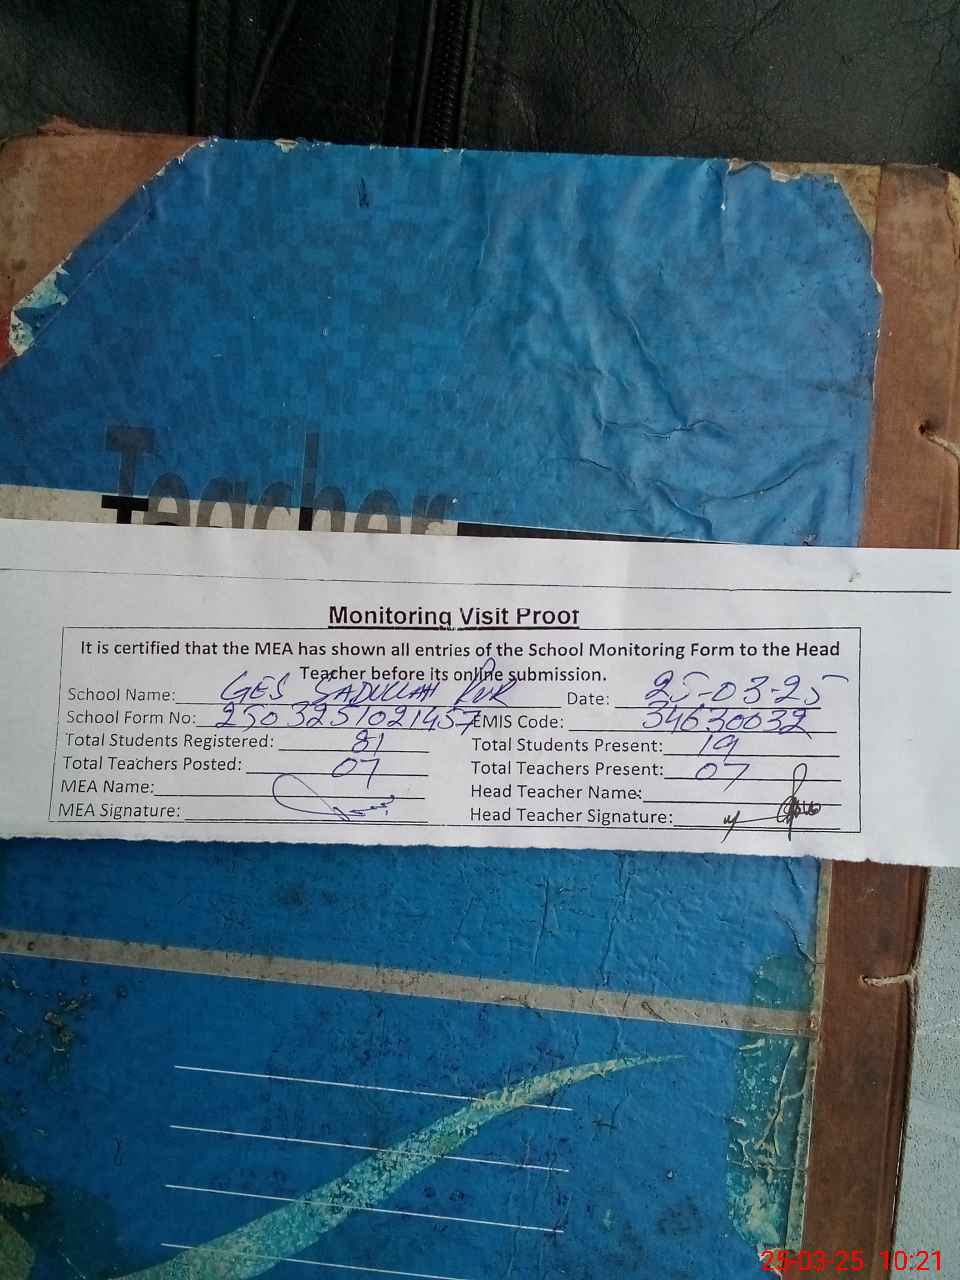 Teacher
Monitoring Visit Proof
It is certified that the MEA has shown all entries of the School Monitoring Form to the Head
Teacher before its online submission.
School Name: GES SADULLAH PUR Date: 25-03-25
School Form No: 2503251021457 EMIS Code: 34630032
Total Students Registered: 81 Total Students Present: 19
Total Teachers Posted: 07 Total Teachers Present: 07
MEA Name: Head Teacher Name:
MEA Signature: Head Teacher Signature:
25-03-25 10:21